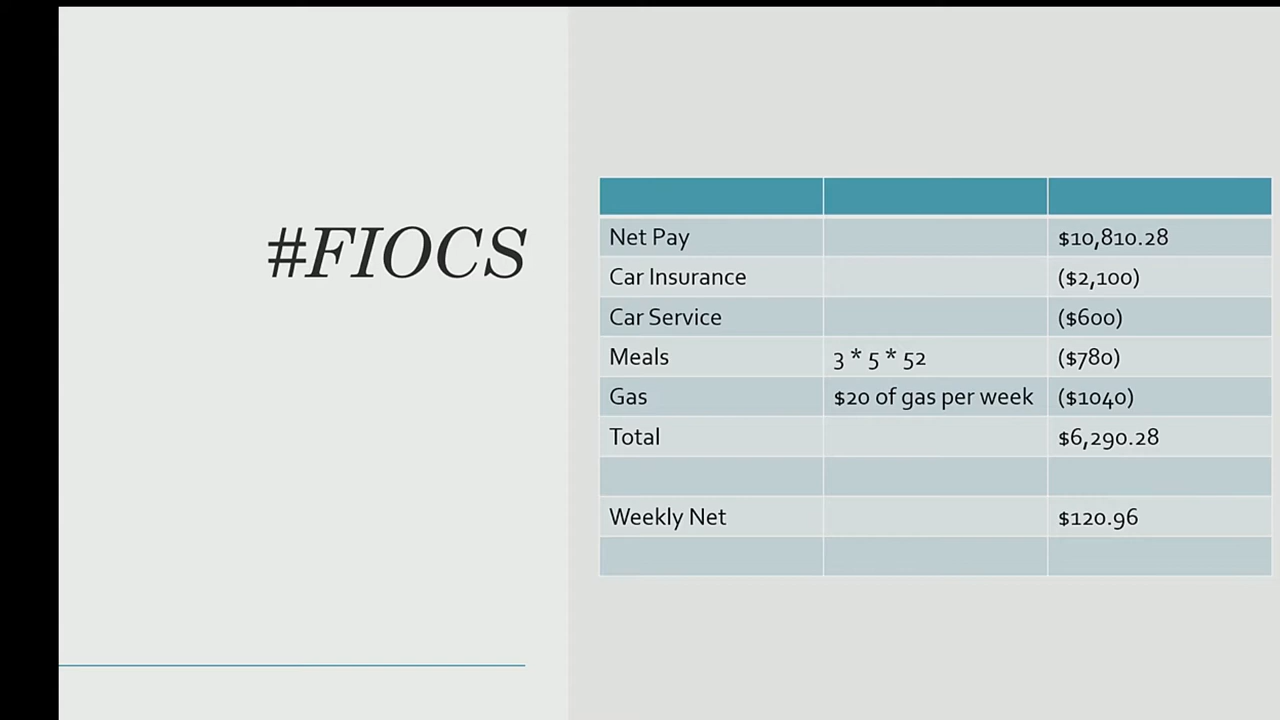 #FIOCS
Net Pay $10,810.28
Car Insurance ($2,100)
Car Service ($600)
Meals 3 * 5 * 52 ($780)
Gas $20 of gas per week ($1040)
Total $6,290.28
Weekly Net $120.96